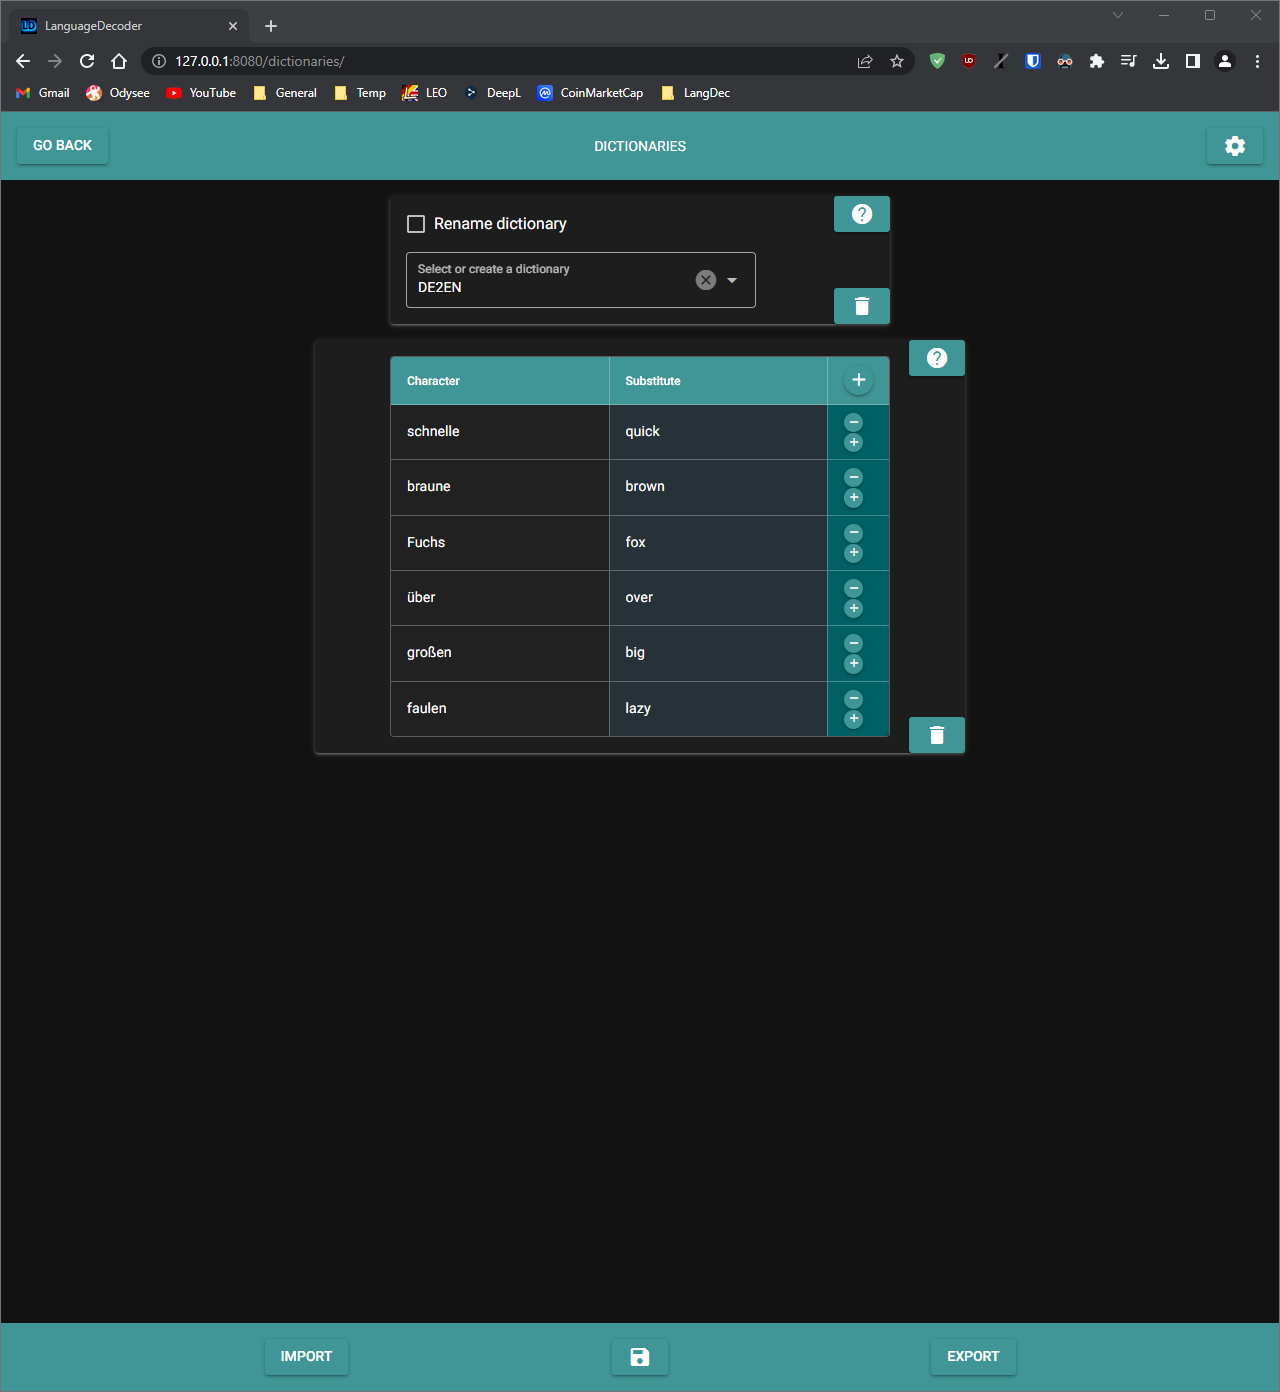 LD LanguageDecoder
127.0.0.1:8080/dictionaries/
Gmail Odysee YouTube General Temp LEO DeepL CoinMarketCap LangDec
GO BACK DICTIONARIES
Rename dictionary
Select or create a dictionary
DE2EN
Character Substitute
schnelle quick
braune brown
Fuchs fox
über over
großen big
faulen lazy
IMPORT EXPORT